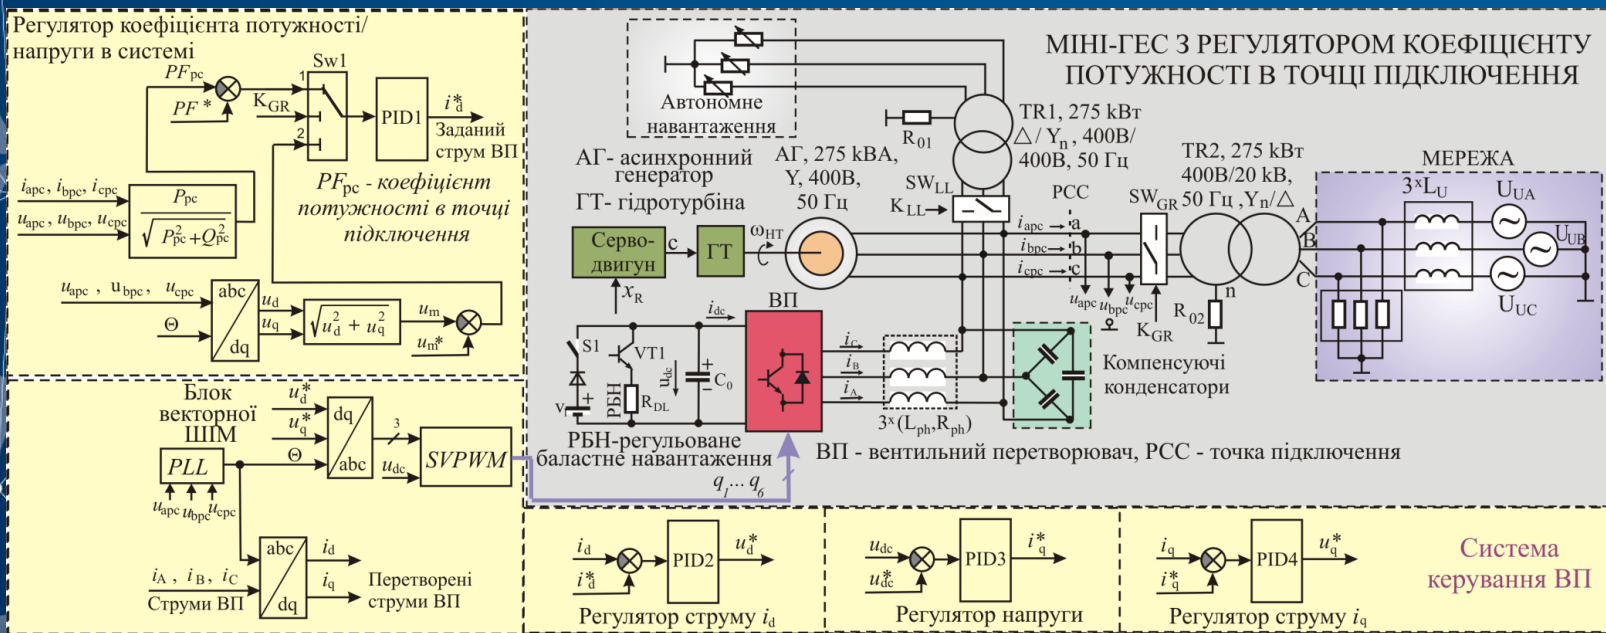 Регулятор коефіцієнта потужності/
напруги в системі
PFpc
PF *
1
KGR
2
Sw1
PID1
i*d
Заданий
струм ВП
iapc, ibpc, icpc
uapc, ubpc, ucpc
Ppc
√P²pc+Q²pc
PFpc - коефіцієнт
потужності в точці
підключення
uapc , ubpc, ucpc
Θ
abc
dq
ud
uq
√u²d + u²q
um
um*
Блок
векторної
ШІМ
u*d
u*q
Θ
dq
abc
3
udc
SVPWM
PLL
uapc ubpc ucpc
abc
dq
iA , iB, iC
Струми ВП
id
iq
Перетворені
струми ВП
МІНІ-ГЕС З РЕГУЛЯТОРОМ КОЕФІЦІЄНТУ
ПОТУЖНОСТІ В ТОЧЦІ ПІДКЛЮЧЕННЯ
Автономне
навантаження
R01
TR1, 275 кВт
△/ Yn, 400В/
400В, 50 Гц
АГ- асинхронний
генератор
ГТ- гідротурбіна
АГ, 275 kВА,
Y, 400В,
50 Гц
SWLL
KLL
PCC
SWGR
TR2, 275 кВт
400В/20 kВ,
50 Гц ,Yn/△
МЕРЕЖА
3ˣLU
UUA
UUB
UUC
A
B
C
Серво-
двигун
c
ГТ
ωHT
xR
iapc
ibpc
icpc
a
b
c
uapc
ubpc
ucpc
KGR
n
R02
S1
VT1
РБН
RDL
udc
+
−
C0
idc
ВП
iC
iB
iA
3ˣ(Lph,Rph)
Компенсуючі
конденсатори
РБН-регульоване
баластне навантаження
q1... q6
ВП - вентильний перетворювач, PCC - точка підключення
id
i*d
PID2
u*d
Регулятор струму id
udc
u*dc
PID3
i*q
Регулятор напруги
iq
i*q
PID4
u*q
Регулятор струму iq
Система
керування ВП